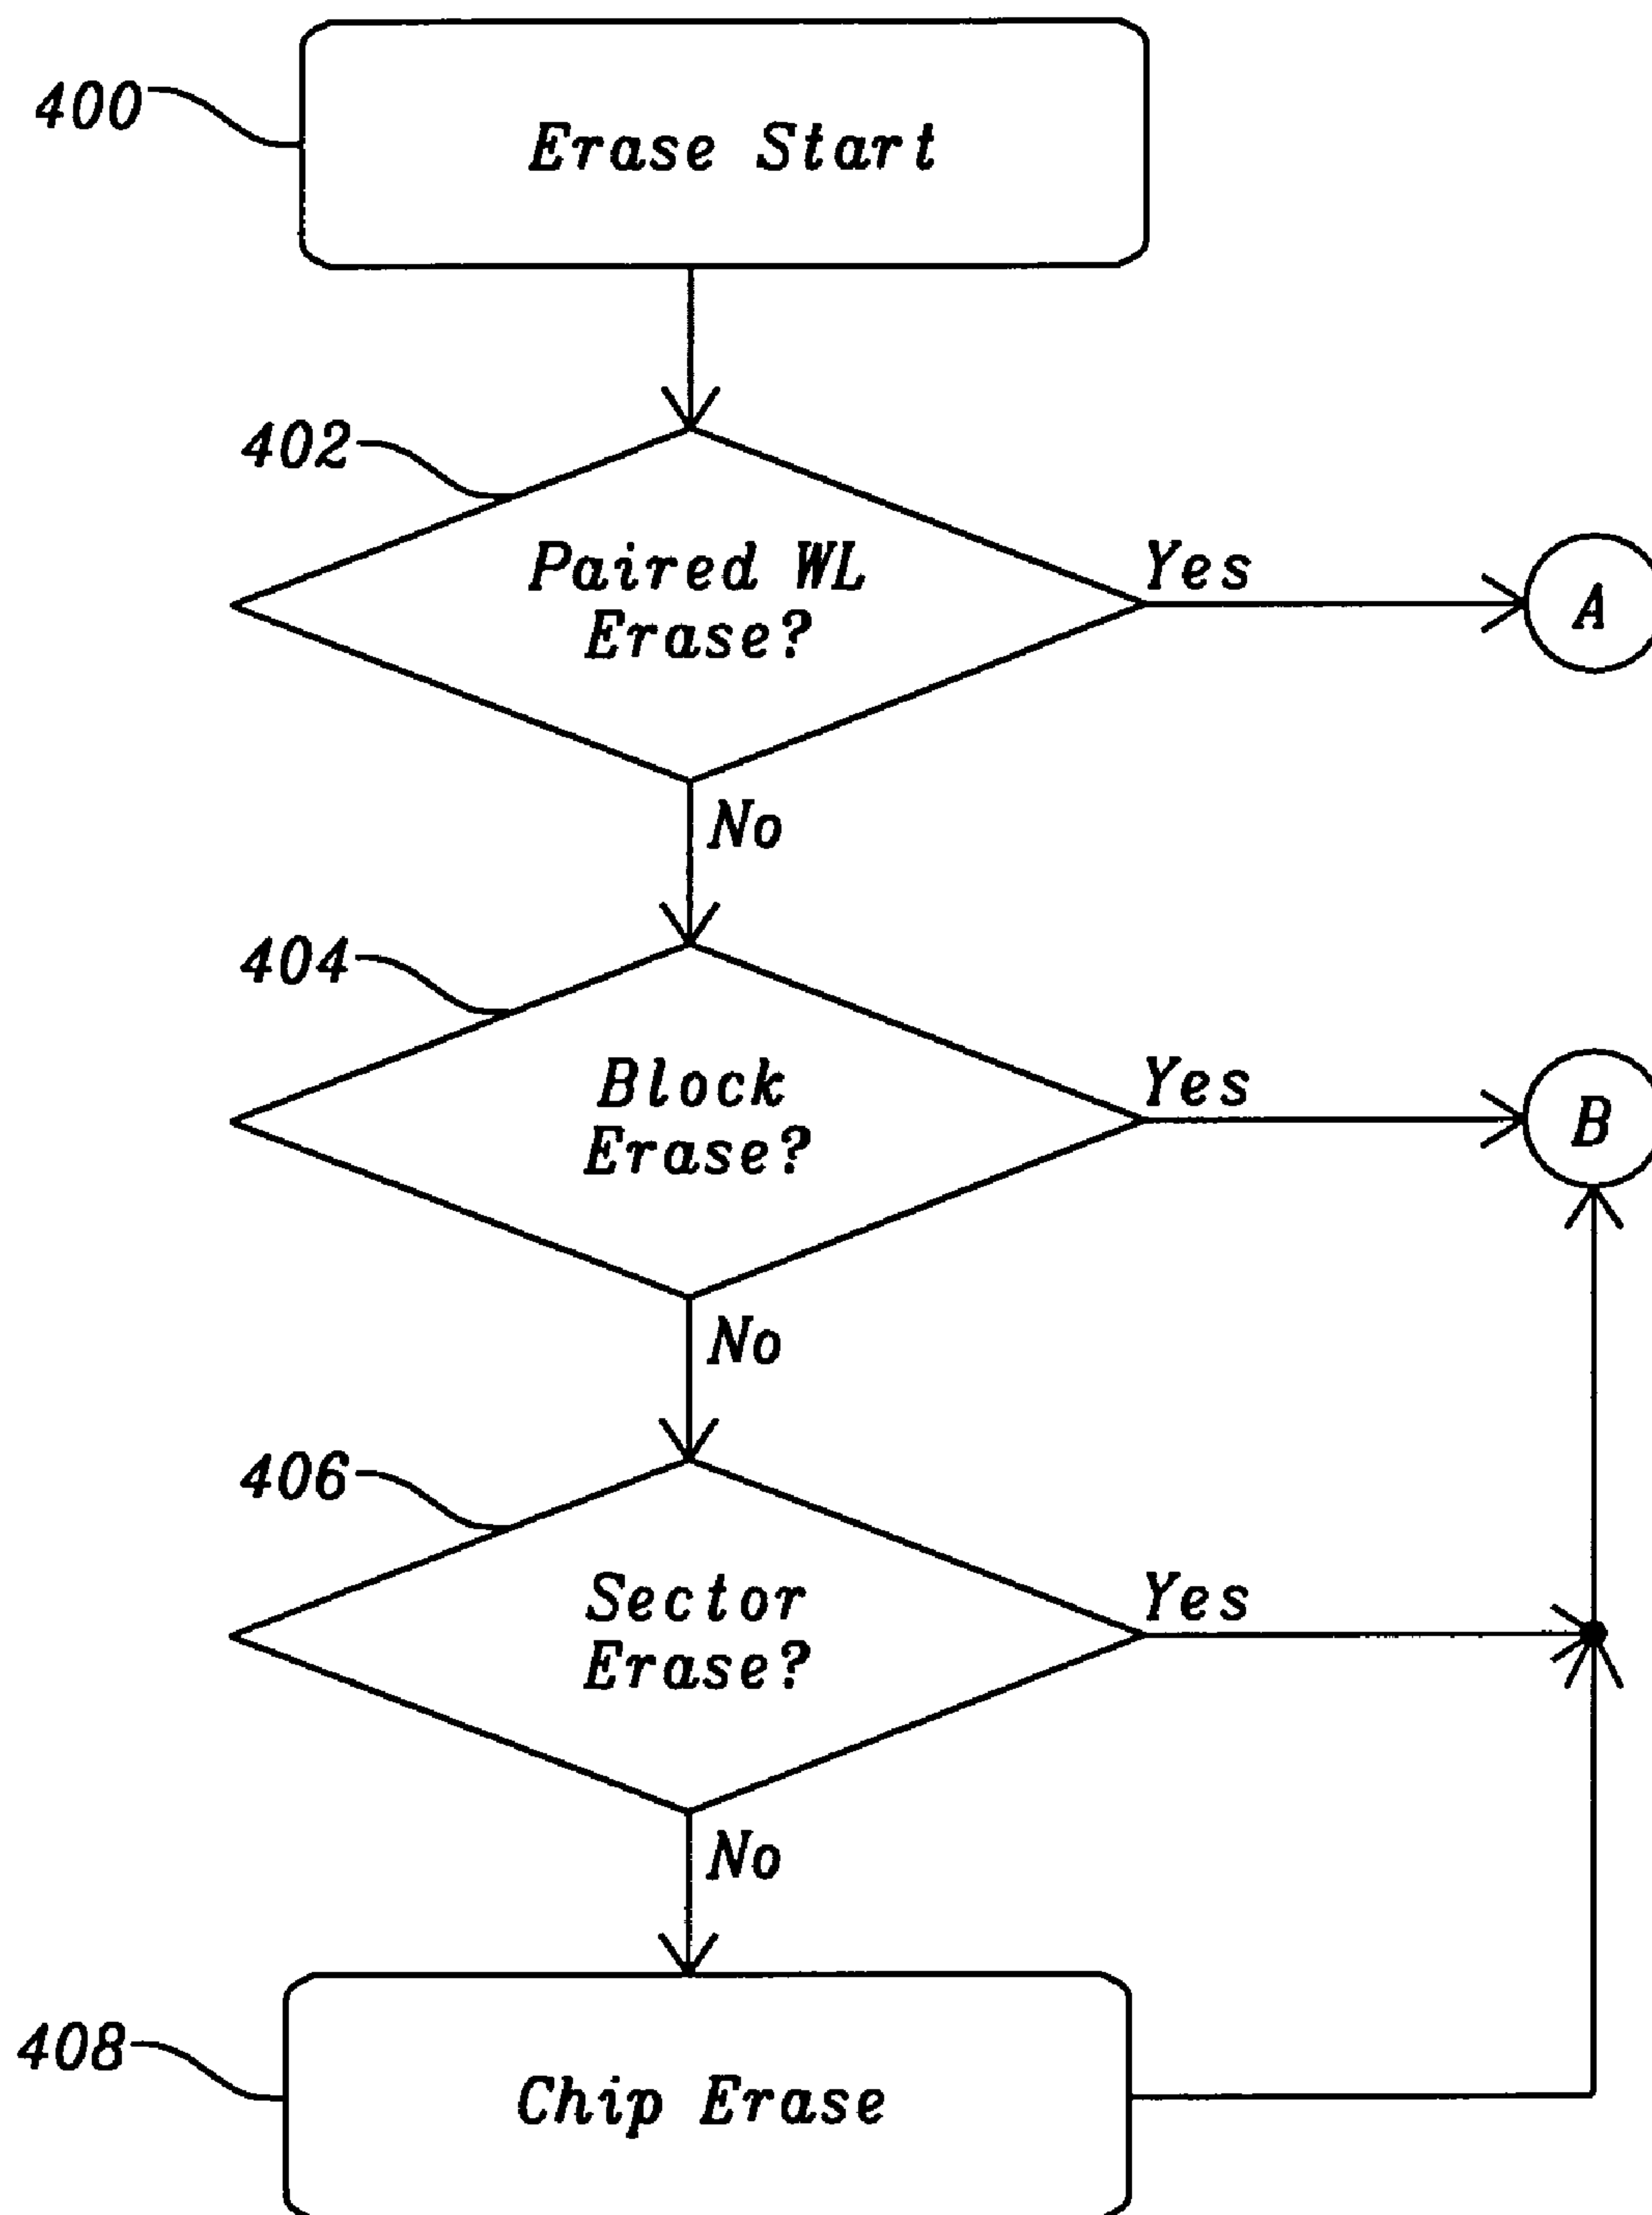 400
Erase Start
402
Paired WL
Erase?
Yes
A
No
404
Block
Erase?
Yes
B
No
406
Sector
Erase?
Yes
No
408
Chip Erase